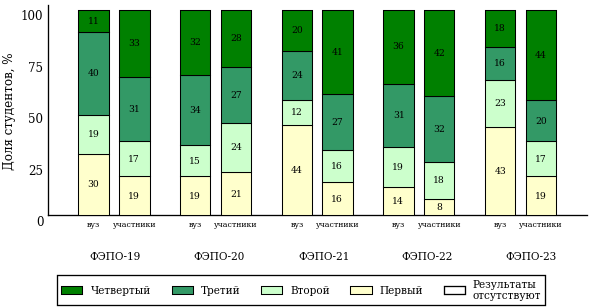 Доля студентов, %
100
75
50
25
0
11 33 32 28 20 41 36 42 18 44
40 31 34 27 24 27 31 32 16 20
19 17 15 24 12 16 19 18 23 17
30 19 19 21 44 16 14 8 43 19
вуз участники вуз участники вуз участники вуз участники вуз участники
ФЭПО-19 ФЭПО-20 ФЭПО-21 ФЭПО-22 ФЭПО-23
Четвертый Третий Второй Первый Результаты
отсутствуют